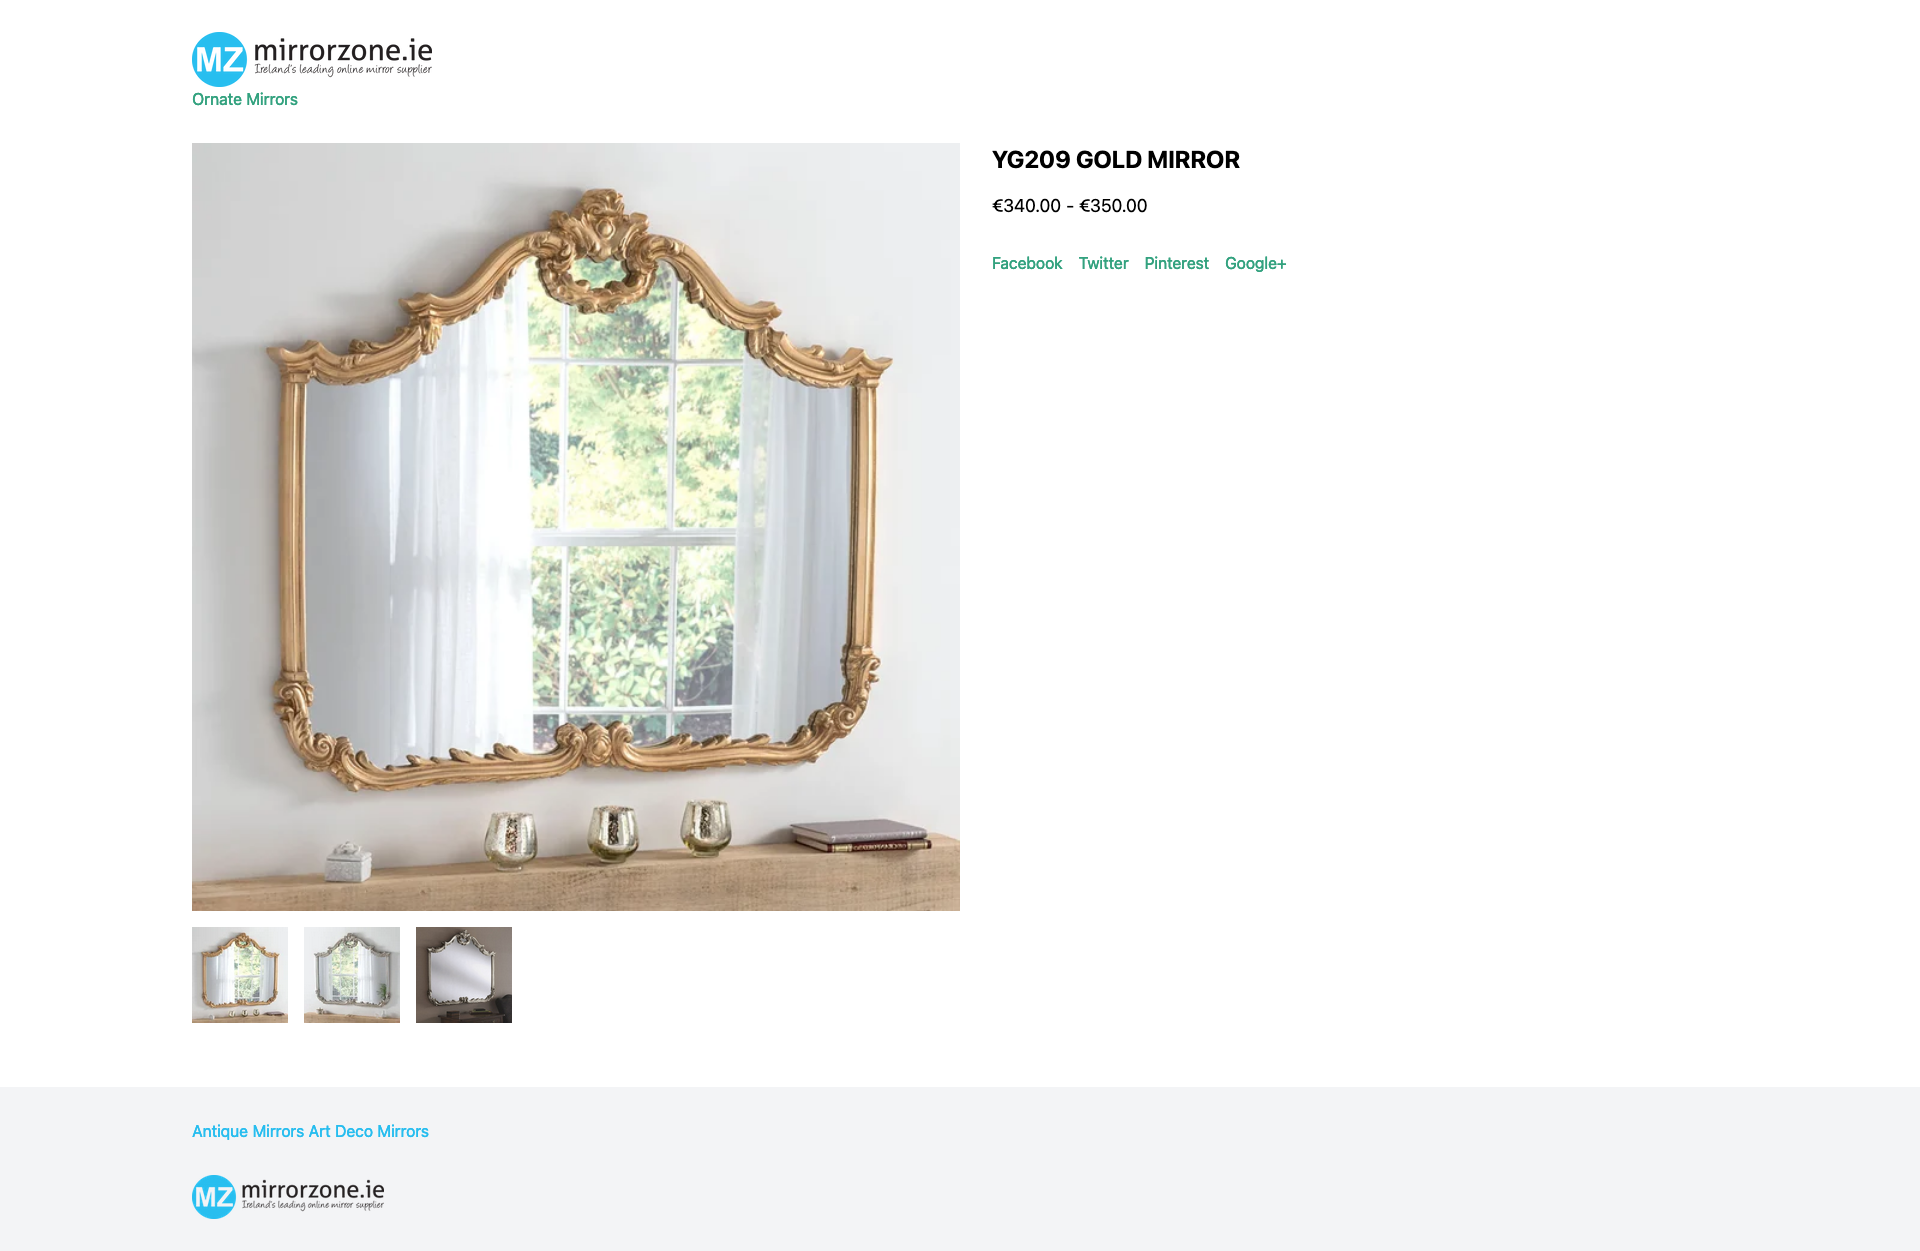 MZ mirrorzone.ie
Ireland's leading online mirror supplier
Ornate Mirrors
YG209 GOLD MIRROR
€340.00 - €350.00
Facebook Twitter Pinterest Google+
Antique Mirrors Art Deco Mirrors
MZ mirrorzone.ie
Ireland's leading online mirror supplier